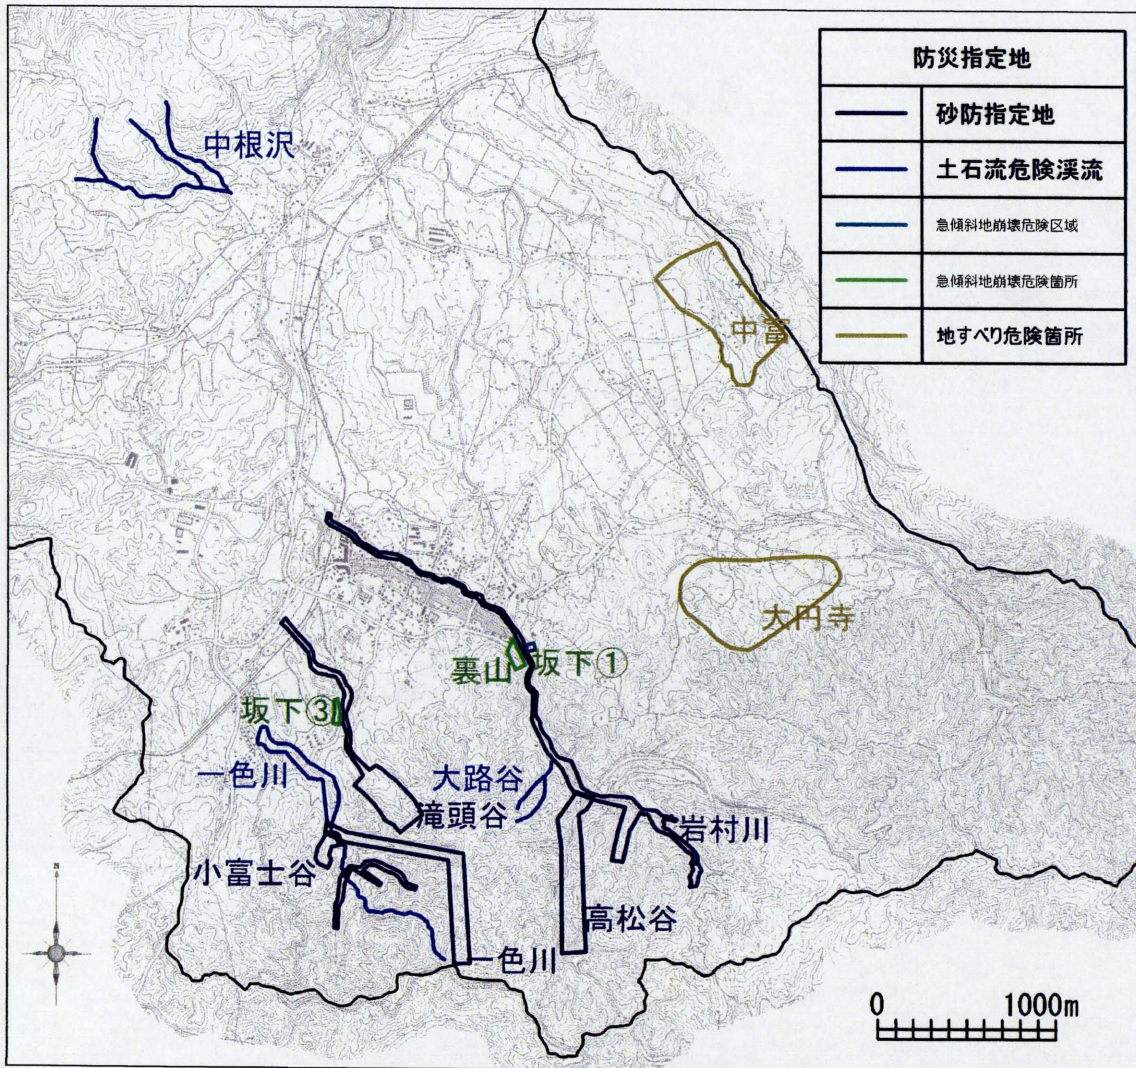 防災指定地
砂防指定地
土石流危険渓流
急傾斜地崩壊危険区域
急傾斜地崩壊危険箇所
地すべり危険箇所
中根沢
中富
大円寺
裏山
坂下①
坂下③
一色川
大路谷
滝頭谷
岩村川
小富士谷
高松谷
一色川
0 1000m